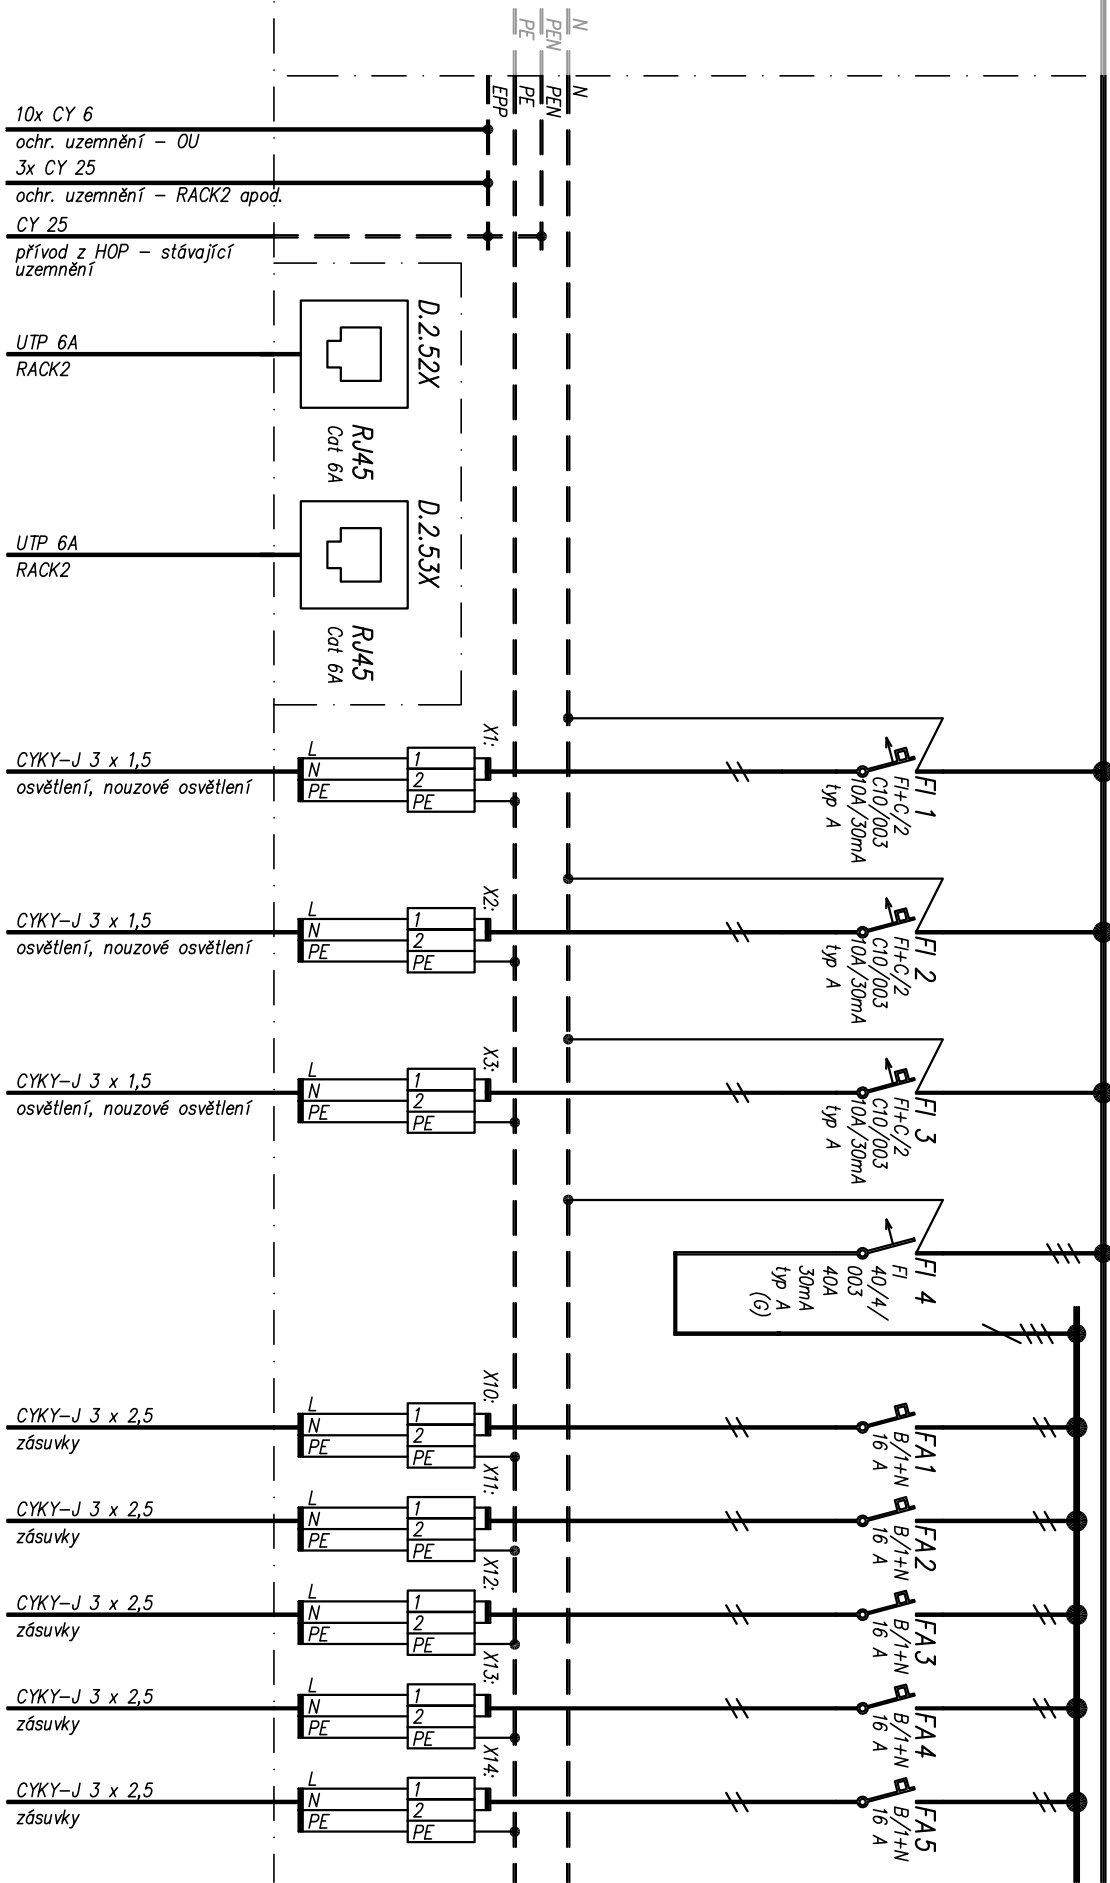 N
PEN
PE
N
PEN
PE
EPP
10x CY 6
ochr. uzemnění – OU
3x CY 25
ochr. uzemnění – RACK2 apod.
CY 25
přívod z HOP – stávající
uzemnění
D.2.52X
UTP 6A
RACK2
RJ45
Cat 6A
D.2.53X
UTP 6A
RACK2
RJ45
Cat 6A
CYKY–J 3 x 1,5
osvětlení, nouzové osvětlení
L
N
PE
X1:
1
2
PE
FI 1
FI+C/2
C10/003
10A/30mA
typ A
CYKY–J 3 x 1,5
osvětlení, nouzové osvětlení
L
N
PE
X2:
1
2
PE
FI 2
FI+C/2
C10/003
10A/30mA
typ A
CYKY–J 3 x 1,5
osvětlení, nouzové osvětlení
L
N
PE
X3:
1
2
PE
FI 3
FI+C/2
C10/003
10A/30mA
typ A
FI 4
FI
40/4/
003
40A
30mA
typ A
(G)
CYKY–J 3 x 2,5
zásuvky
L
N
PE
X10:
1
2
PE
FA1
B/1+N
16 A
CYKY–J 3 x 2,5
zásuvky
L
N
PE
X11:
1
2
PE
FA2
B/1+N
16 A
CYKY–J 3 x 2,5
zásuvky
L
N
PE
X12:
1
2
PE
FA3
B/1+N
16 A
CYKY–J 3 x 2,5
zásuvky
L
N
PE
X13:
1
2
PE
FA4
B/1+N
16 A
CYKY–J 3 x 2,5
zásuvky
L
N
PE
X14:
1
2
PE
FA5
B/1+N
16 A